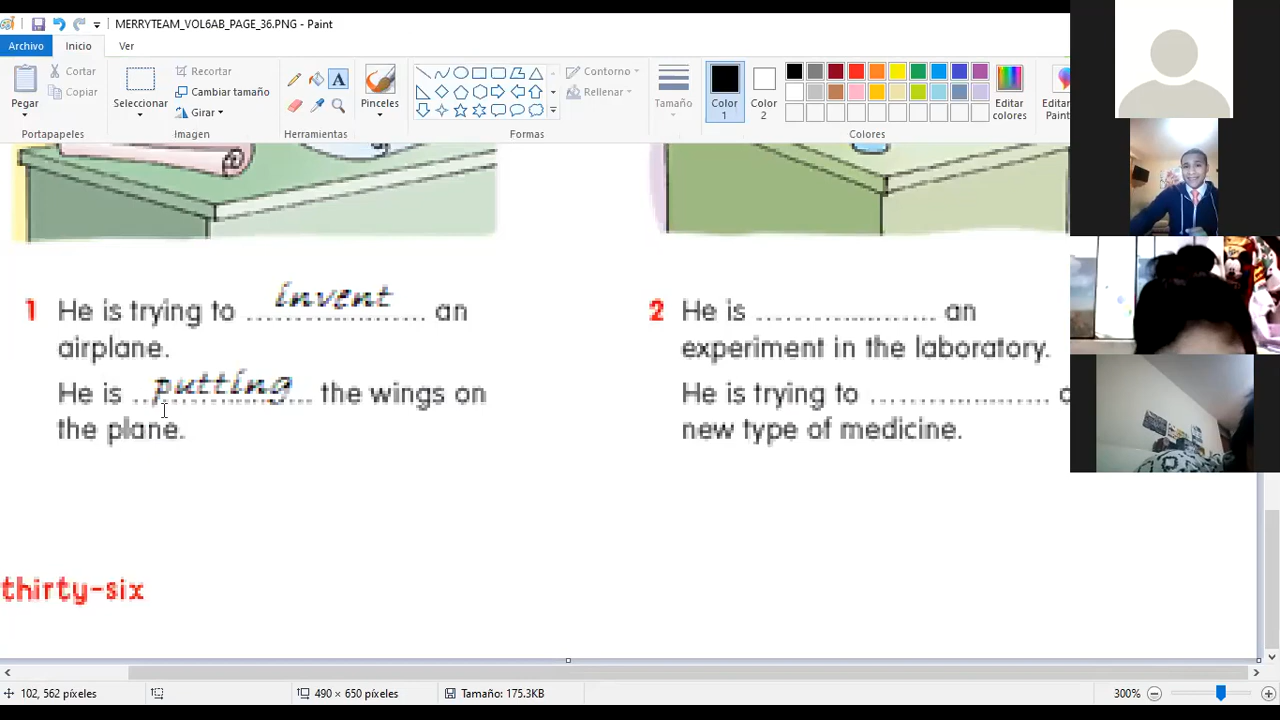 MERRYTEAM_VOL6AB_PAGE_36.PNG - Paint
Archivo Inicio Ver
Pegar
Cortar
Copiar
Portapapeles
Seleccionar
Recortar
Cambiar tamaño
Girar
Imagen
A
Herramientas
Pinceles
Contorno
Rellenar
Formas
Tamaño
Color 1
Color 2
Editar colores
Editar
Colores
1 He is trying to invent an
airplane.
He is putting the wings on
the plane.
2 He is .................... an
experiment in the laboratory.
He is trying to ....................
new type of medicine.
thirty-six
102, 562 píxeles
490 × 650 píxeles
Tamaño: 175.3KB
300%